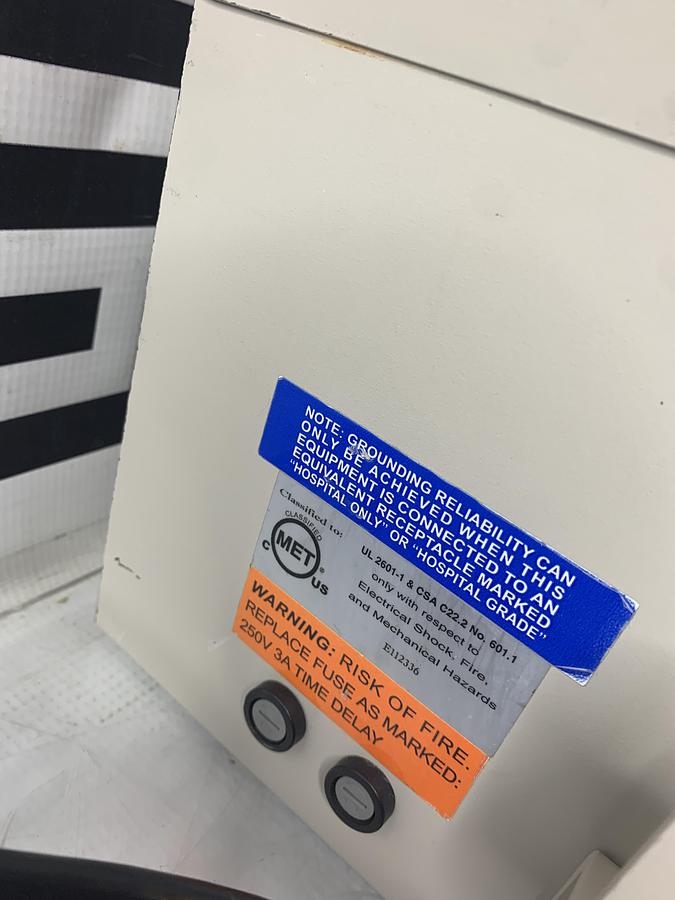 NOTE: GROUNDING RELIABILITY CAN
ONLY BE ACHIEVED WHEN THIS
EQUIPMENT IS CONNECTED TO AN
EQUIVALENT RECEPTACLE MARKED
"HOSPITAL ONLY" OR "HOSPITAL GRADE"
Classified to:
CLASSIFIED
MET
C
US
®
UL 2601-1 & CSA C22.2 No. 601.1
only with respect to
Electrical Shock, Fire,
and Mechanical Hazards
E112336
WARNING: RISK OF FIRE.
REPLACE FUSE AS MARKED:
250V 3A TIME DELAY